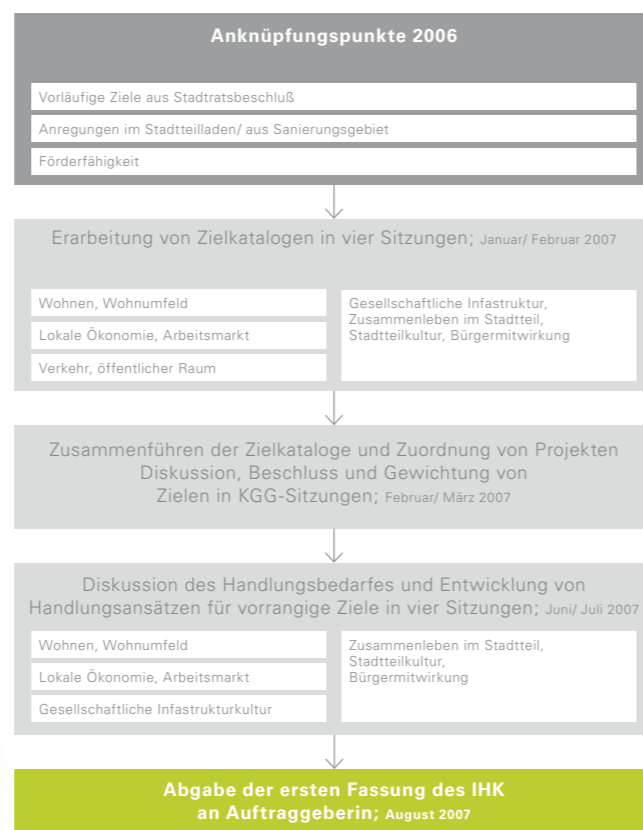 Anknüpfungspunkte 2006
Vorläufige Ziele aus Stadtratsbeschluß
Anregungen im Stadtteilladen/ aus Sanierungsgebiet
Förderfähigkeit
Erarbeitung von Zielkatalogen in vier Sitzungen; Januar/ Februar 2007
Wohnen, Wohnumfeld
Lokale Ökonomie, Arbeitsmarkt
Verkehr, öffentlicher Raum
Gesellschaftliche Infastruktur,
Zusammenleben im Stadtteil,
Stadtteilkultur, Bürgermitwirkung
Zusammenführen der Zielkataloge und Zuordnung von Projekten
Diskussion, Beschluss und Gewichtung von
Zielen in KGG-Sitzungen; Februar/ März 2007
Diskussion des Handlungsbedarfes und Entwicklung von
Handlungsansätzen für vorrangige Ziele in vier Sitzungen; Juni/ Juli 2007
Wohnen, Wohnumfeld
Lokale Ökonomie, Arbeitsmarkt
Gesellschaftliche Infastrukturkultur
Zusammenleben im Stadtteil,
Stadtteilkultur,
Bürgermitwirkung
Abgabe der ersten Fassung des IHK
an Auftraggeberin; August 2007